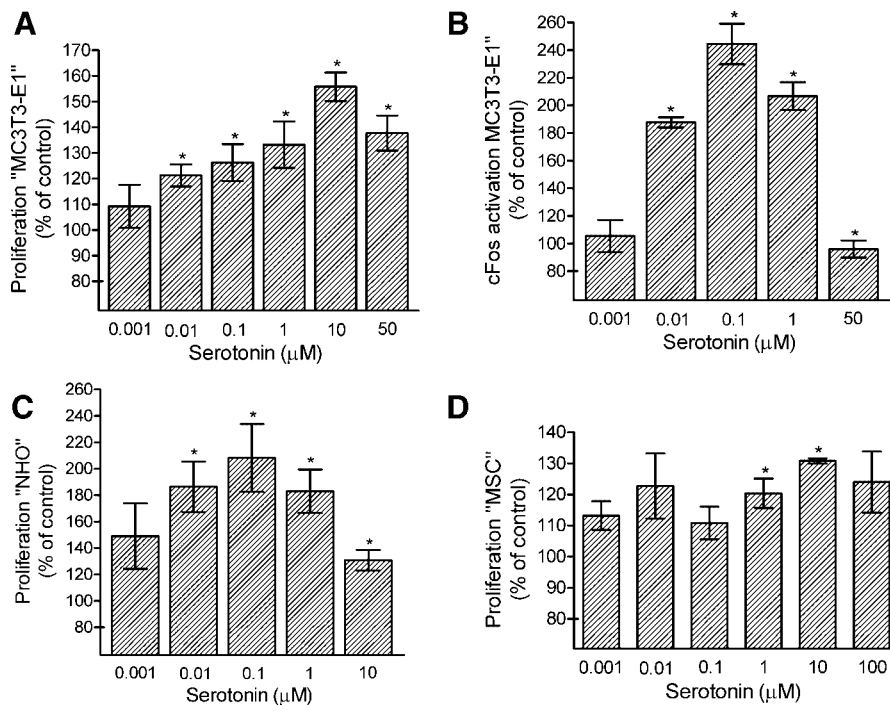 A
Proliferation "MC3T3-E1"
(% of control)
170
160
150
140
130
120
110
100
90
80
* * * * *
0.001 0.01 0.1 1 10 50
Serotonin (μM)
B
cFos activation MC3T3-E1
(% of control)
260
240
220
200
180
160
140
120
100
80
* * * *
0.001 0.01 0.1 1 50
Serotonin (μM)
C
Proliferation "NHO"
(% of control)
260
240
220
200
180
160
140
120
100
80
* * * *
0.001 0.01 0.1 1 10
Serotonin (μM)
D
Proliferation "MSC"
(% of control)
140
130
120
110
100
90
80
* *
0.001 0.01 0.1 1 10 100
Serotonin (μM)